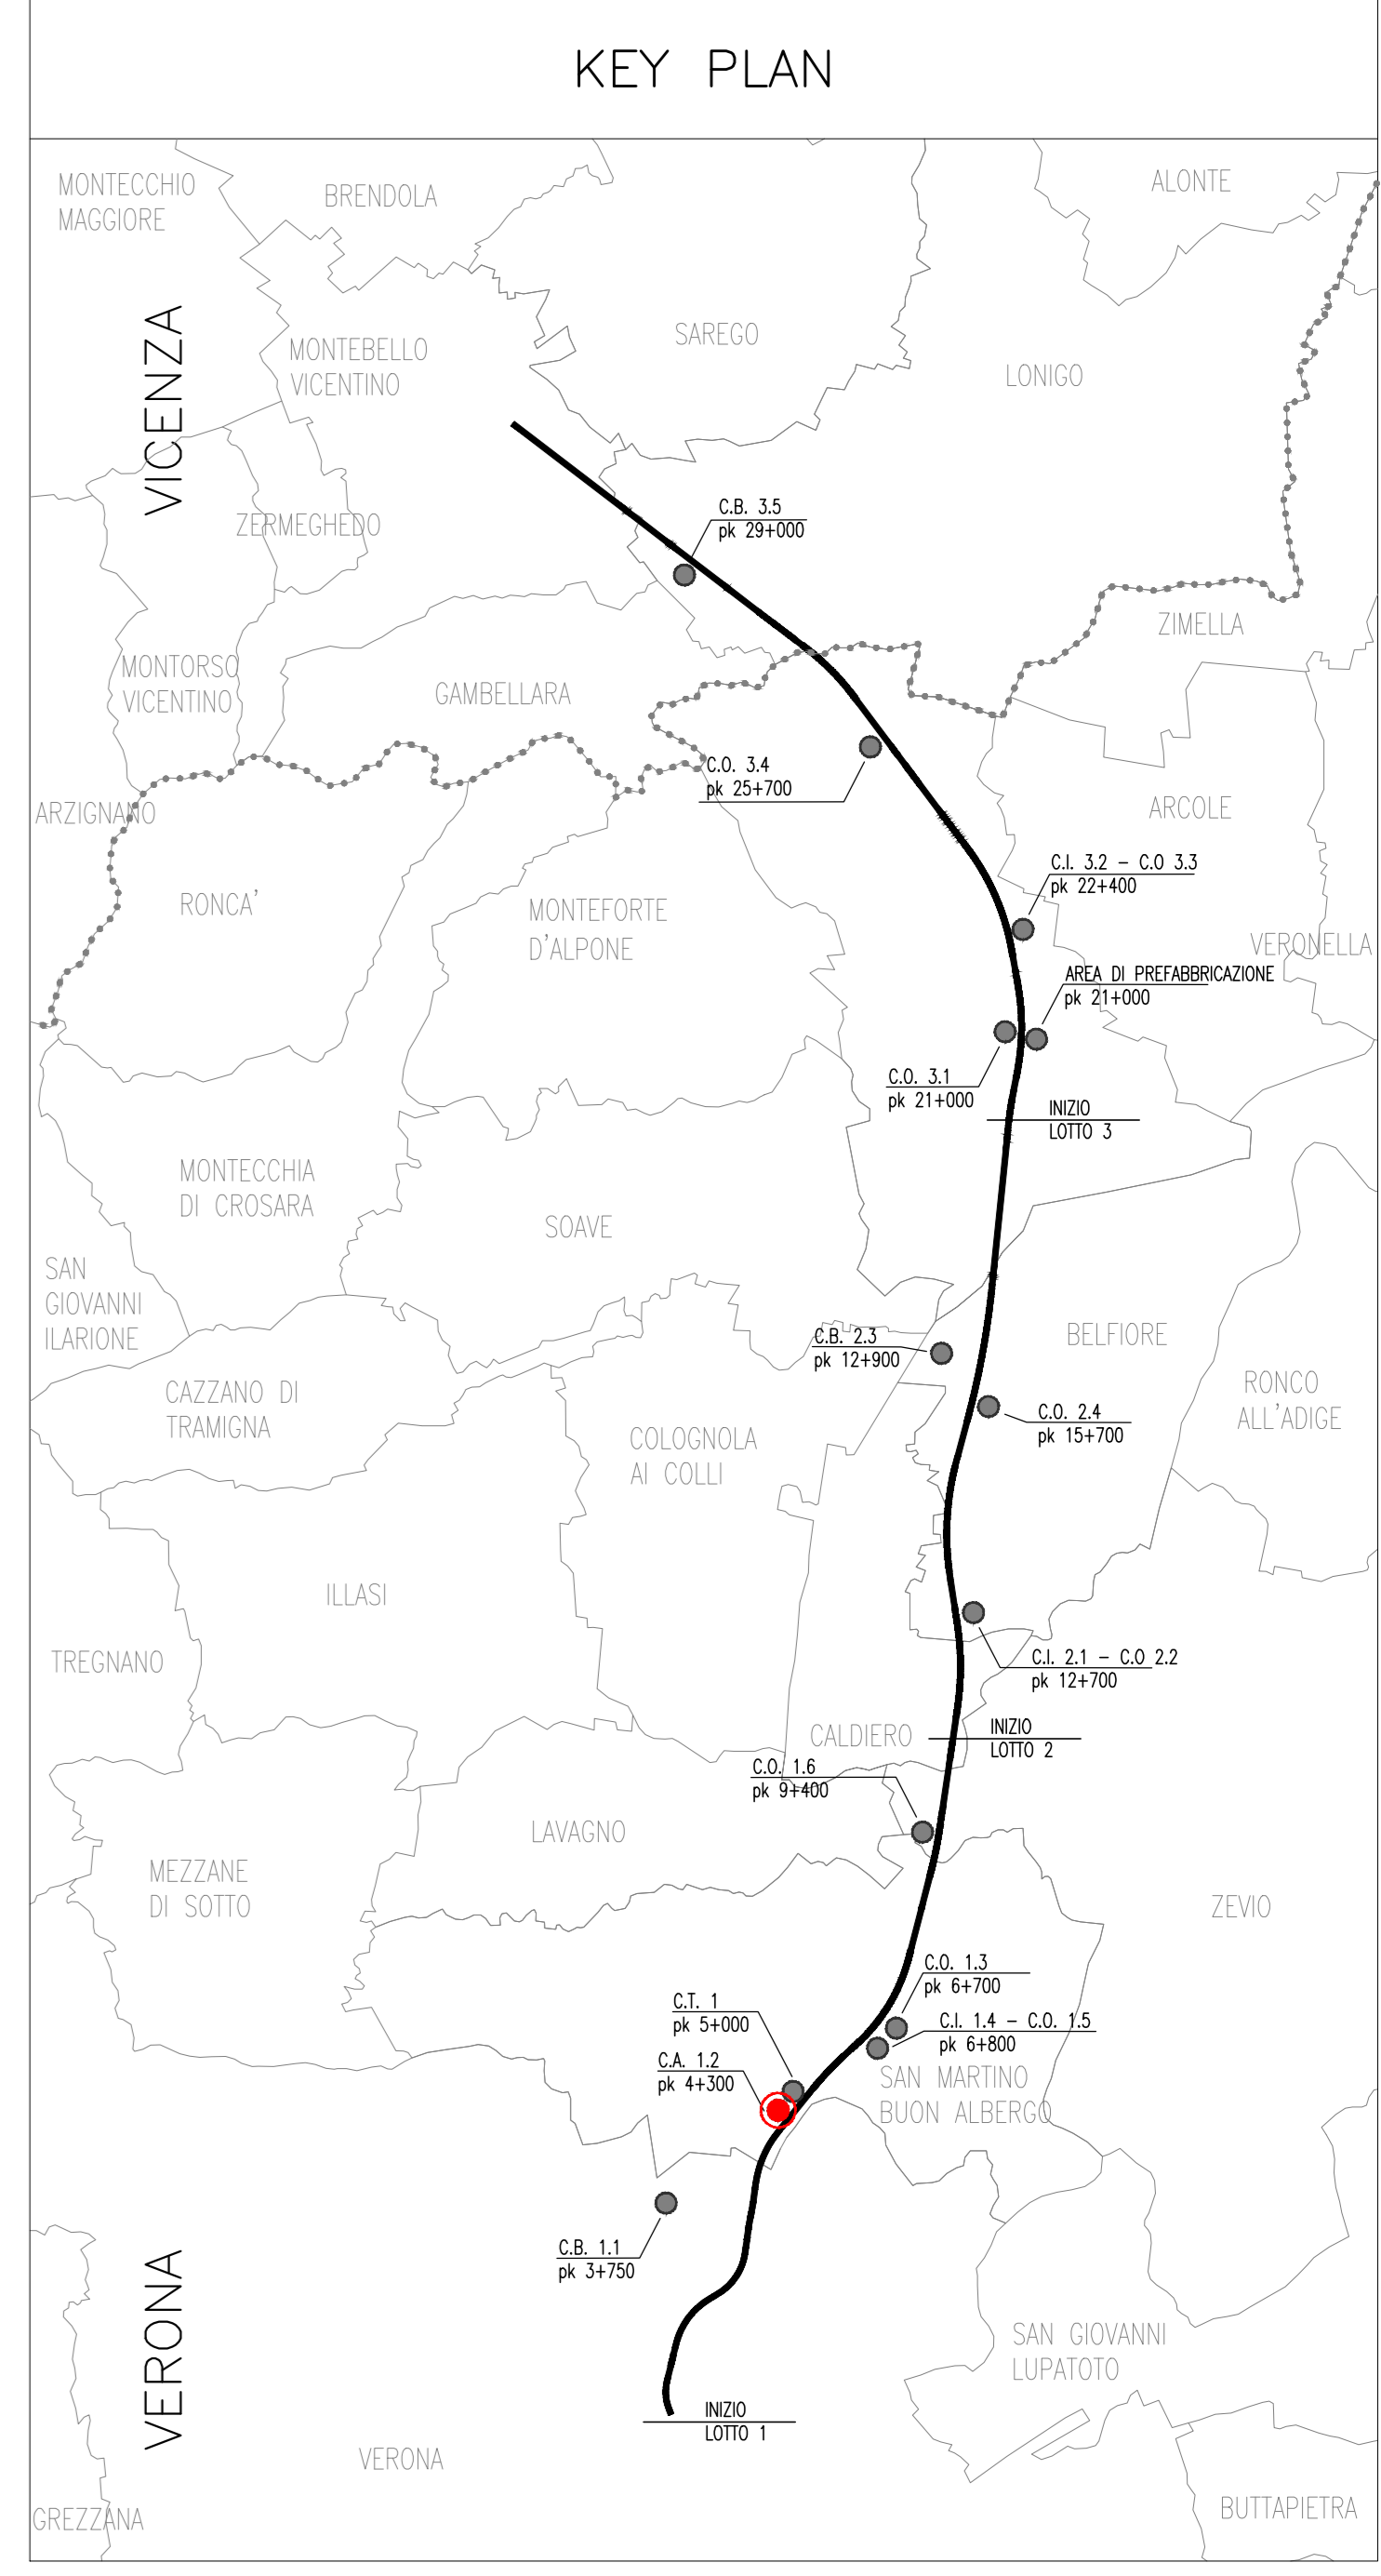 KEY PLAN
MONTECCHIO
MAGGIORE
BRENDOLA
ALONTE
VICENZA
MONTEBELLO
VICENTINO
SAREGO
LONIGO
C.B. 3.5
pk 29+000
ZERMEGHEDO
ZIMELLA
MONTORSO
VICENTINO
GAMBELLARA
C.O. 3.4
pk 25+700
ARZIGNANO
ARCOLE
C.I. 3.2 - C.O 3.3
pk 22+400
RONCA'
MONTEFORTE
D'ALPONE
VERONELLA
AREA DI PREFABBRICAZIONE
pk 21+000
C.O. 3.1
pk 21+000
INIZIO
LOTTO 3
MONTECCHIA
DI CROSARA
SOAVE
SAN
GIOVANNI
ILARIONE
C.B. 2.3
pk 12+900
BELFIORE
CAZZANO DI
TRAMIGNA
RONCO
ALL'ADIGE
C.O. 2.4
pk 15+700
COLOGNOLA
AI COLLI
ILLASI
TREGNANO
C.I. 2.1 - C.O 2.2
pk 12+700
CALDIERO
INIZIO
LOTTO 2
C.O. 1.6
pk 9+400
LAVAGNO
MEZZANE
DI SOTTO
ZEVIO
C.O. 1.3
pk 6+700
C.T. 1
pk 5+000
C.I. 1.4 - C.O. 1.5
pk 6+800
C.A. 1.2
pk 4+300
SAN MARTINO
BUON ALBERGO
C.B. 1.1
pk 3+750
VERONA
SAN GIOVANNI
LUPATOTO
INIZIO
LOTTO 1
VERONA
GREZZANA
BUTTAPIETRA